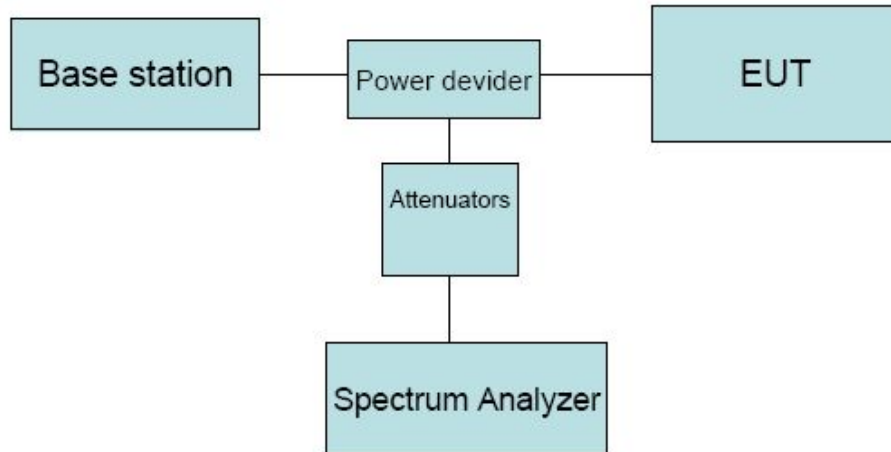 Base station
Power devider
EUT
Attenuators
Spectrum Analyzer